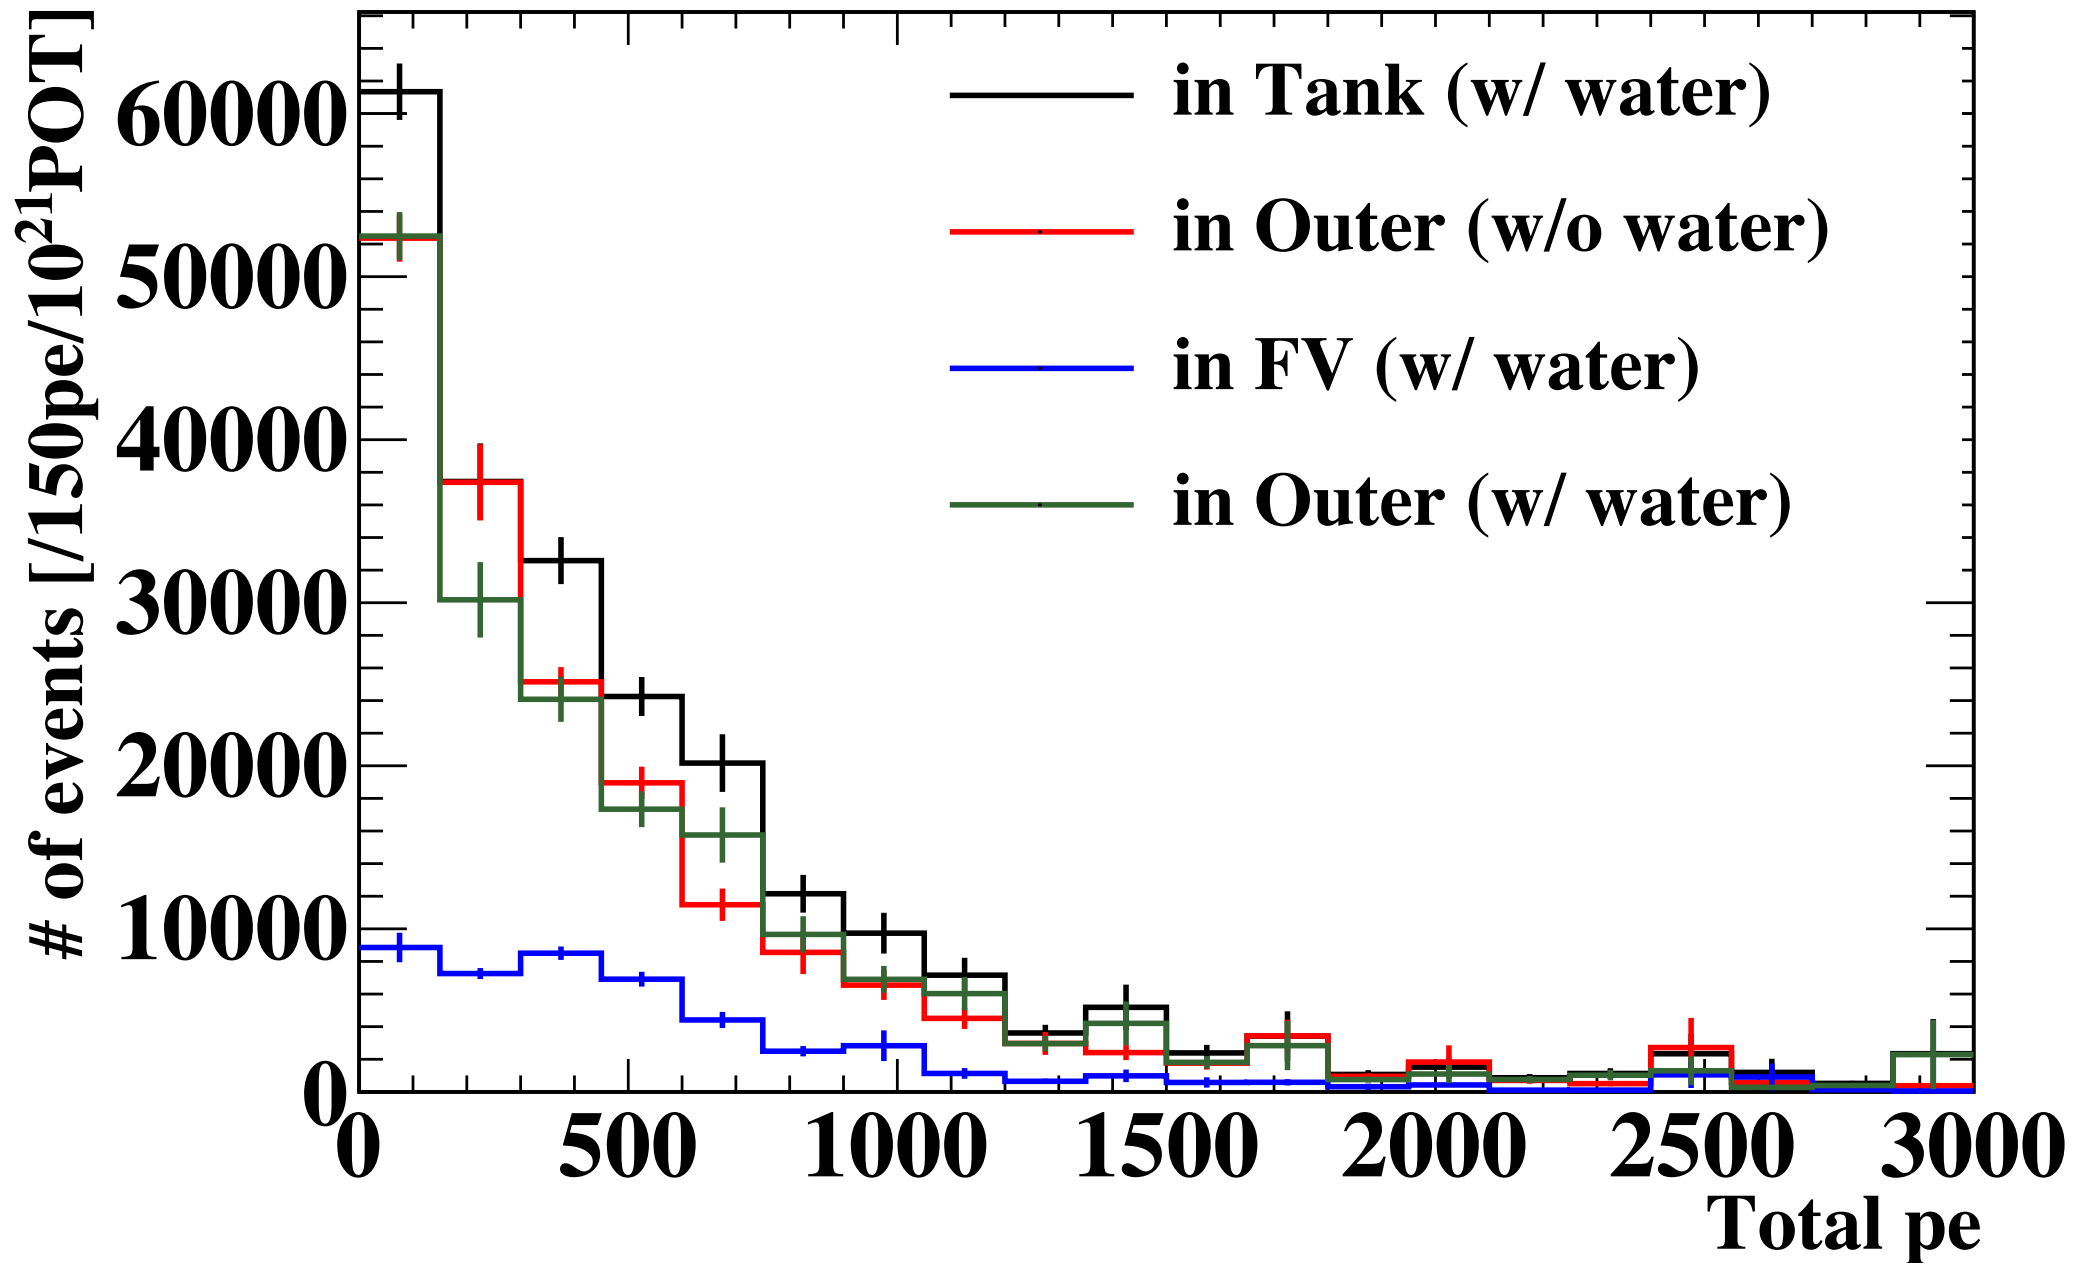 # of events [/150pe/10²¹POT]
60000
50000
40000
30000
20000
10000
0
in Tank (w/ water)
in Outer (w/o water)
in FV (w/ water)
in Outer (w/ water)
0 500 1000 1500 2000 2500 3000
Total pe